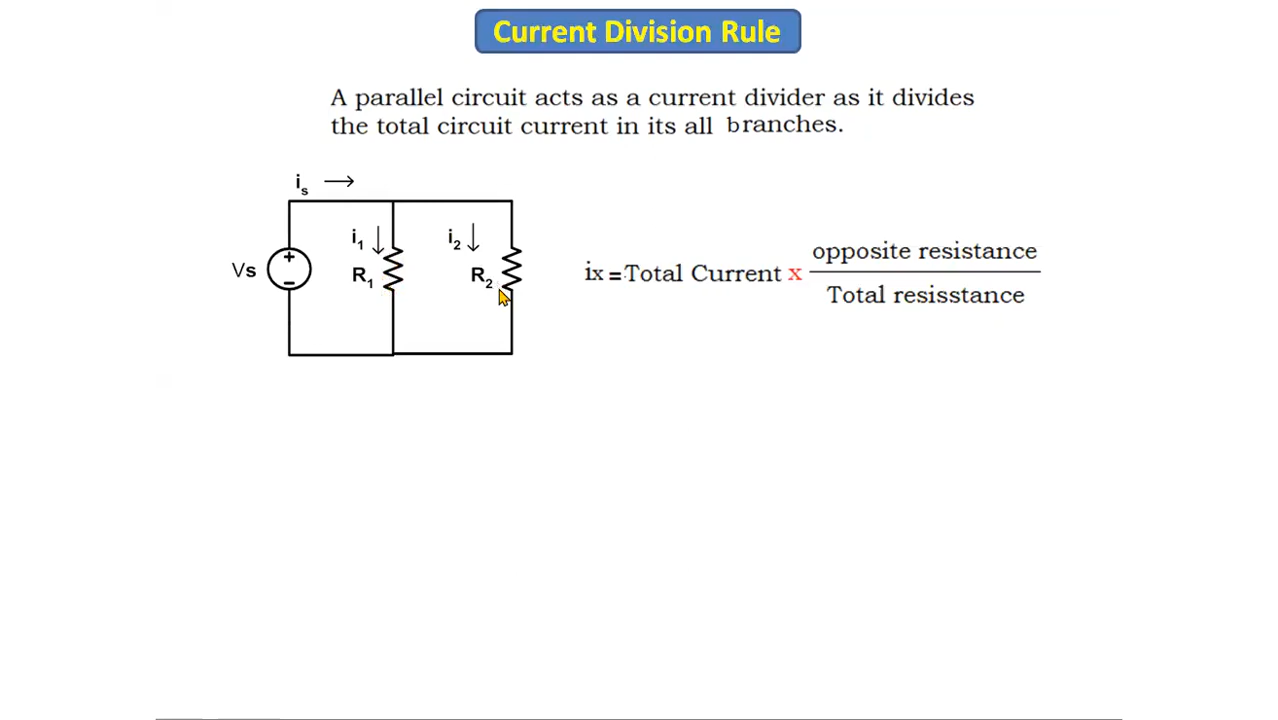 Current Division Rule
A parallel circuit acts as a current divider as it divides
the total circuit current in its all branches.
is →
i1 ↓
i2 ↓
Vs
+
−
R1
R2
ix = Total Current x opposite resistance
Total resisstance